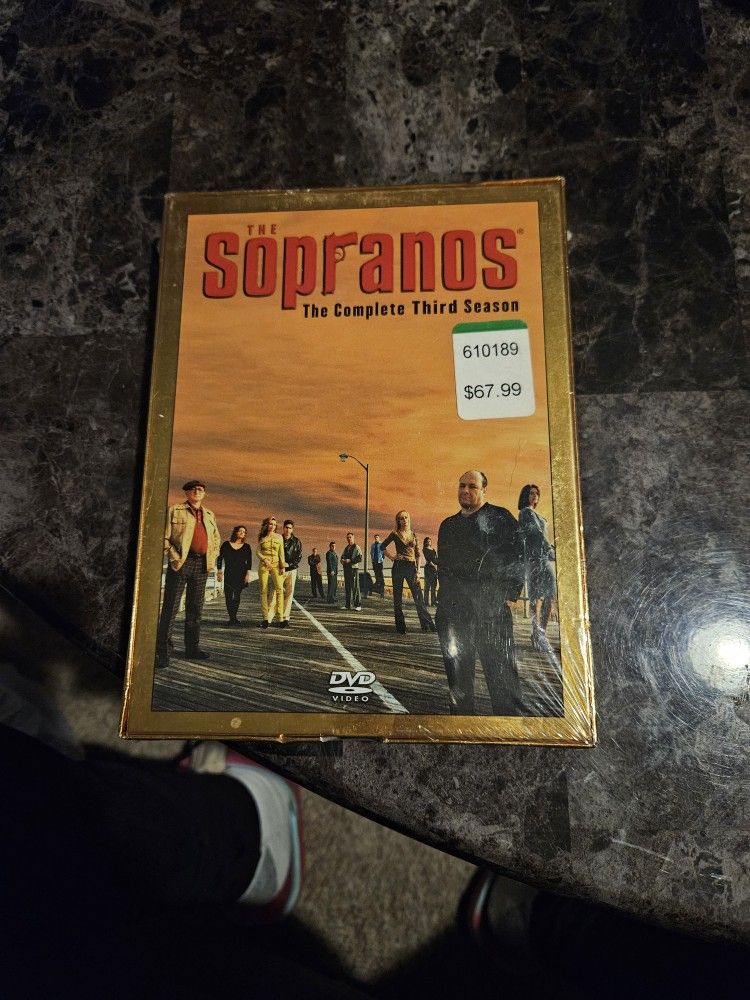 THE
SOPRANOS®
The Complete Third Season
610189
$67.99
DVD
VIDEO